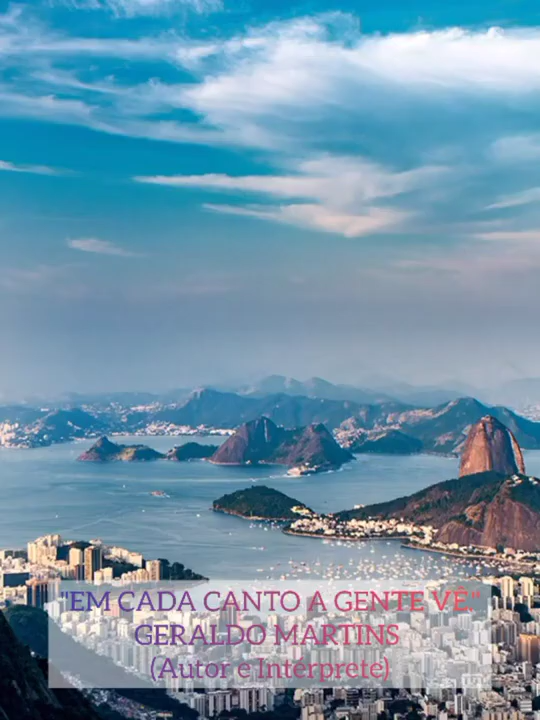 "EM CADA CANTO A GENTE VÊ."
GERALDO MARTINS
(Autor e Intérprete)